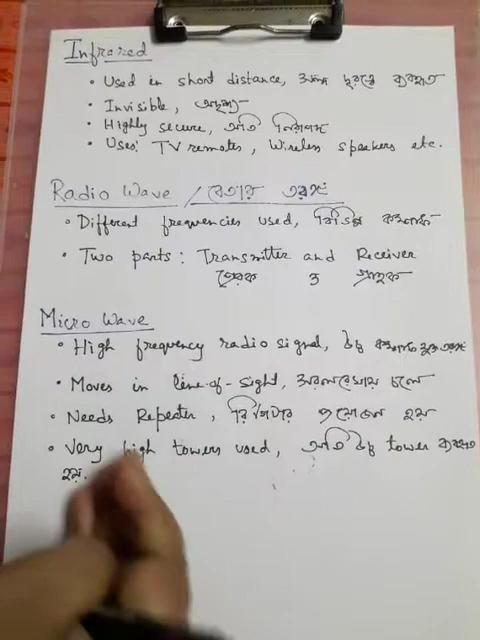 Infrared
• Used in short distance, অল্প দূরত্বে ব্যবহৃত
• Invisible, অদৃশ্য
• Highly secure, অতি নিরাপদ
• Uses: TV remotes, Wireless speakers etc.
Radio Wave / বেতার তরঙ্গ
• Different frequencies used, বিভিন্ন কম্পাঙ্ক
• Two parts: Transmitter and Receiver
প্রেরক ও গ্রাহক
Micro Wave
• High frequency radio signal, উচ্চ কম্পাঙ্কযুক্ত তরঙ্গ
• Moves in line-of-sight, সরলরেখায় চলে
• Needs Repeater, রিপিটার প্রয়োজন হয়
• Very high towers used, অতি উচ্চ tower ব্যবহৃত
হয়.